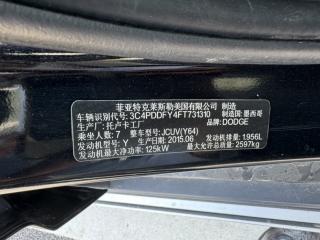 菲亚特克莱斯勒美国有限公司 制造
车辆识别代号: 3C4PDDFY4FT731310 制造国: 墨西哥
生产厂: 托卢卡工厂 品牌: DODGE
乘坐人数: 7 整车型号: JCUV(Y64)
发动机型号: Y 生产日期: 2015.06 发动机排量: 1.956L
发动机最大净功率: 125kW 最大允许总质量: 2597kg